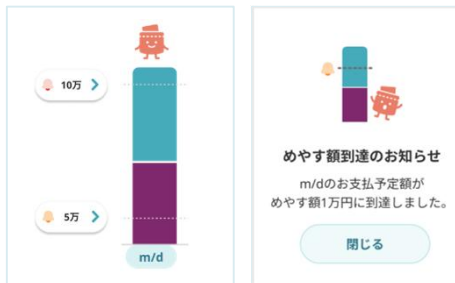 10万
5万
m/d
めやす額到達のお知らせ
m/dのお支払予定額が
めやす額1万円に到達しました。
閉じる